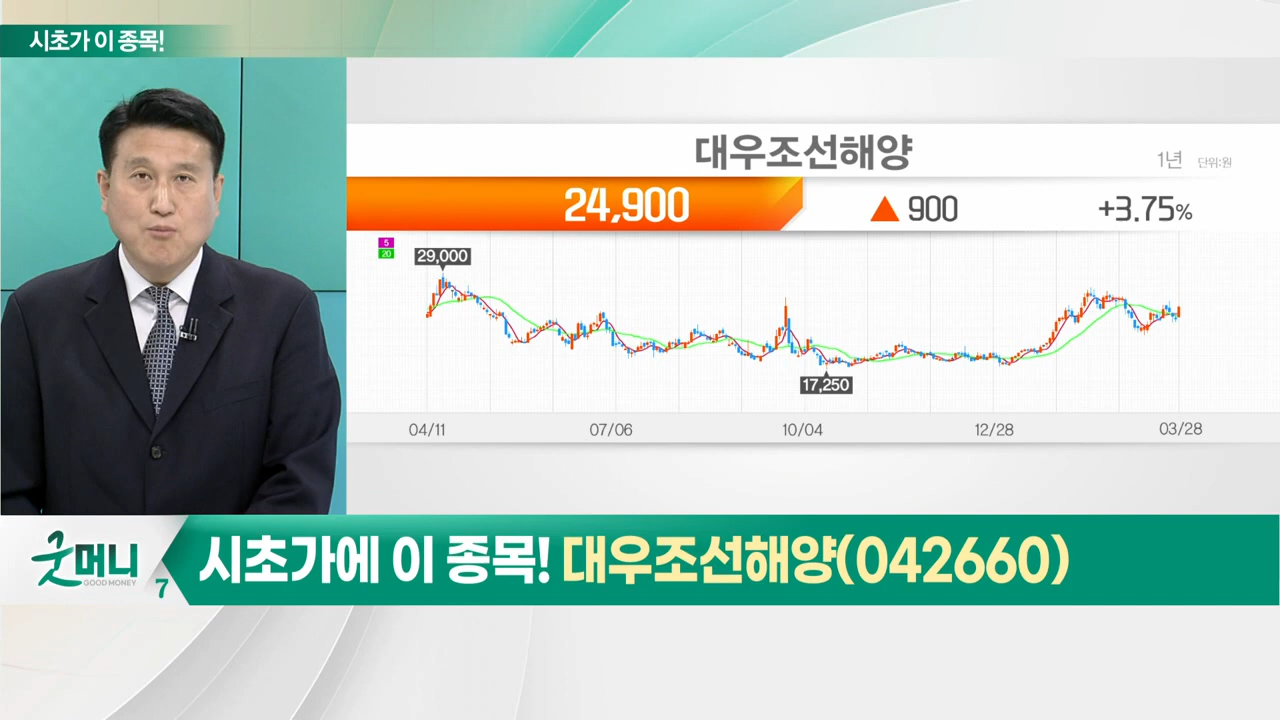 시초가 이 종목!
대우조선해양
1년 단위:원
24,900 ▲ 900 +3.75%
5
20
29,000
17,250
04/11 07/06 10/04 12/28 03/28
굿머니
GOOD MONEY
7
시초가에 이 종목! 대우조선해양(042660)